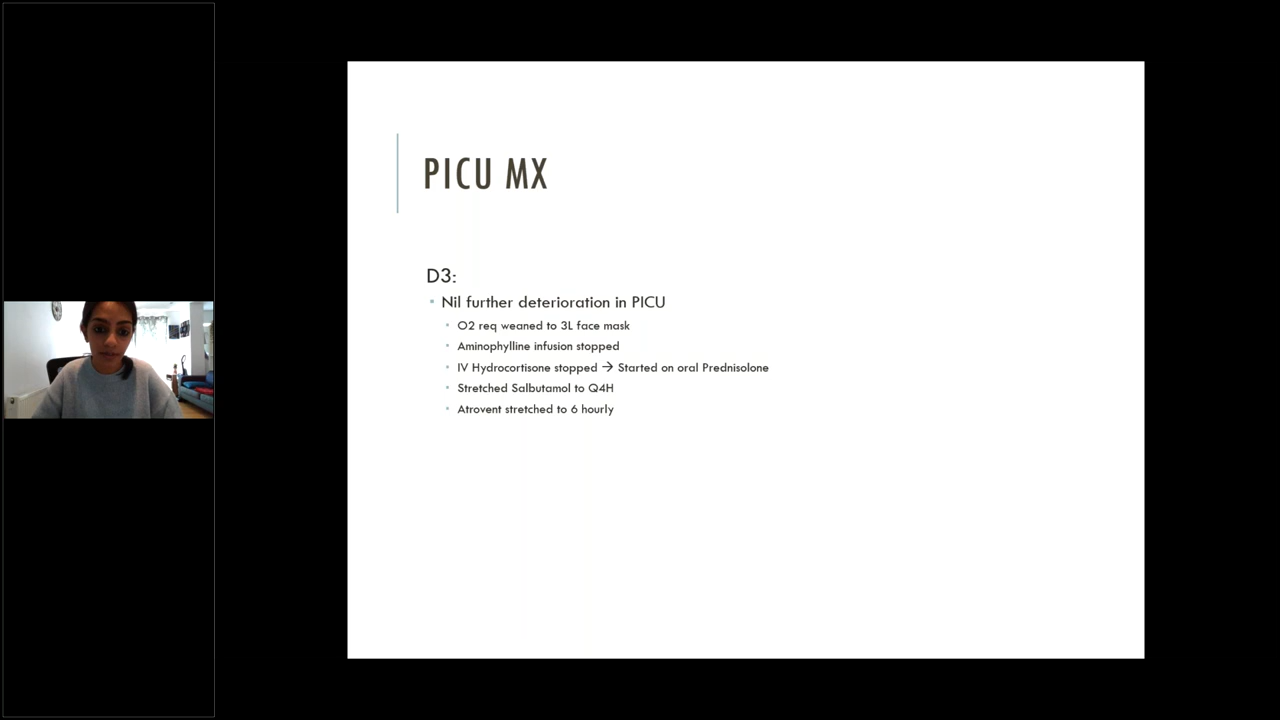 PICU MX
D3:
Nil further deterioration in PICU
O2 req weaned to 3L face mask
Aminophylline infusion stopped
IV Hydrocortisone stopped → Started on oral Prednisolone
Stretched Salbutamol to Q4H
Atrovent stretched to 6 hourly